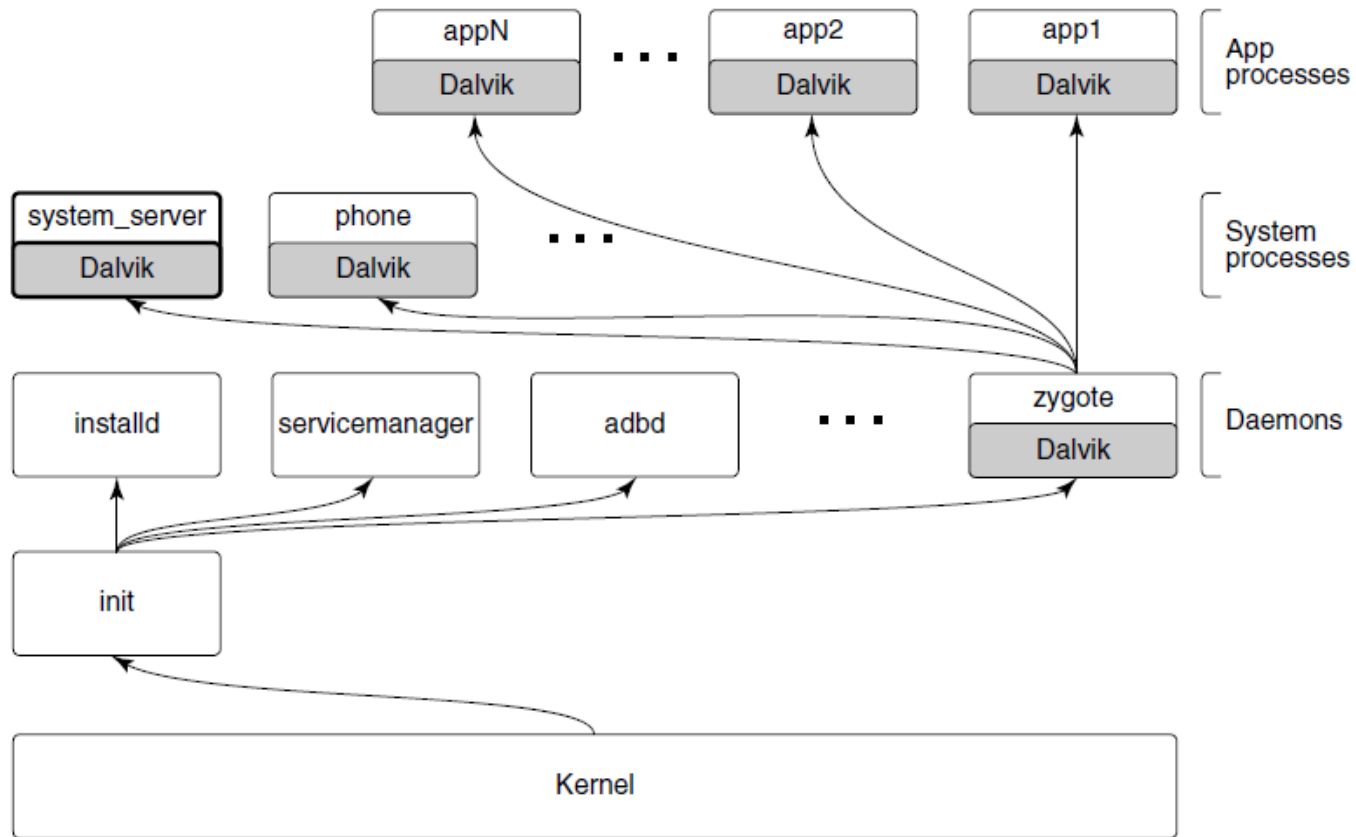 appN
app2
app1
Dalvik
Dalvik
Dalvik
App
processes
system_server
phone
Dalvik
Dalvik
System
processes
installd
servicemanager
adbd
zygote
Dalvik
Daemons
init
Kernel